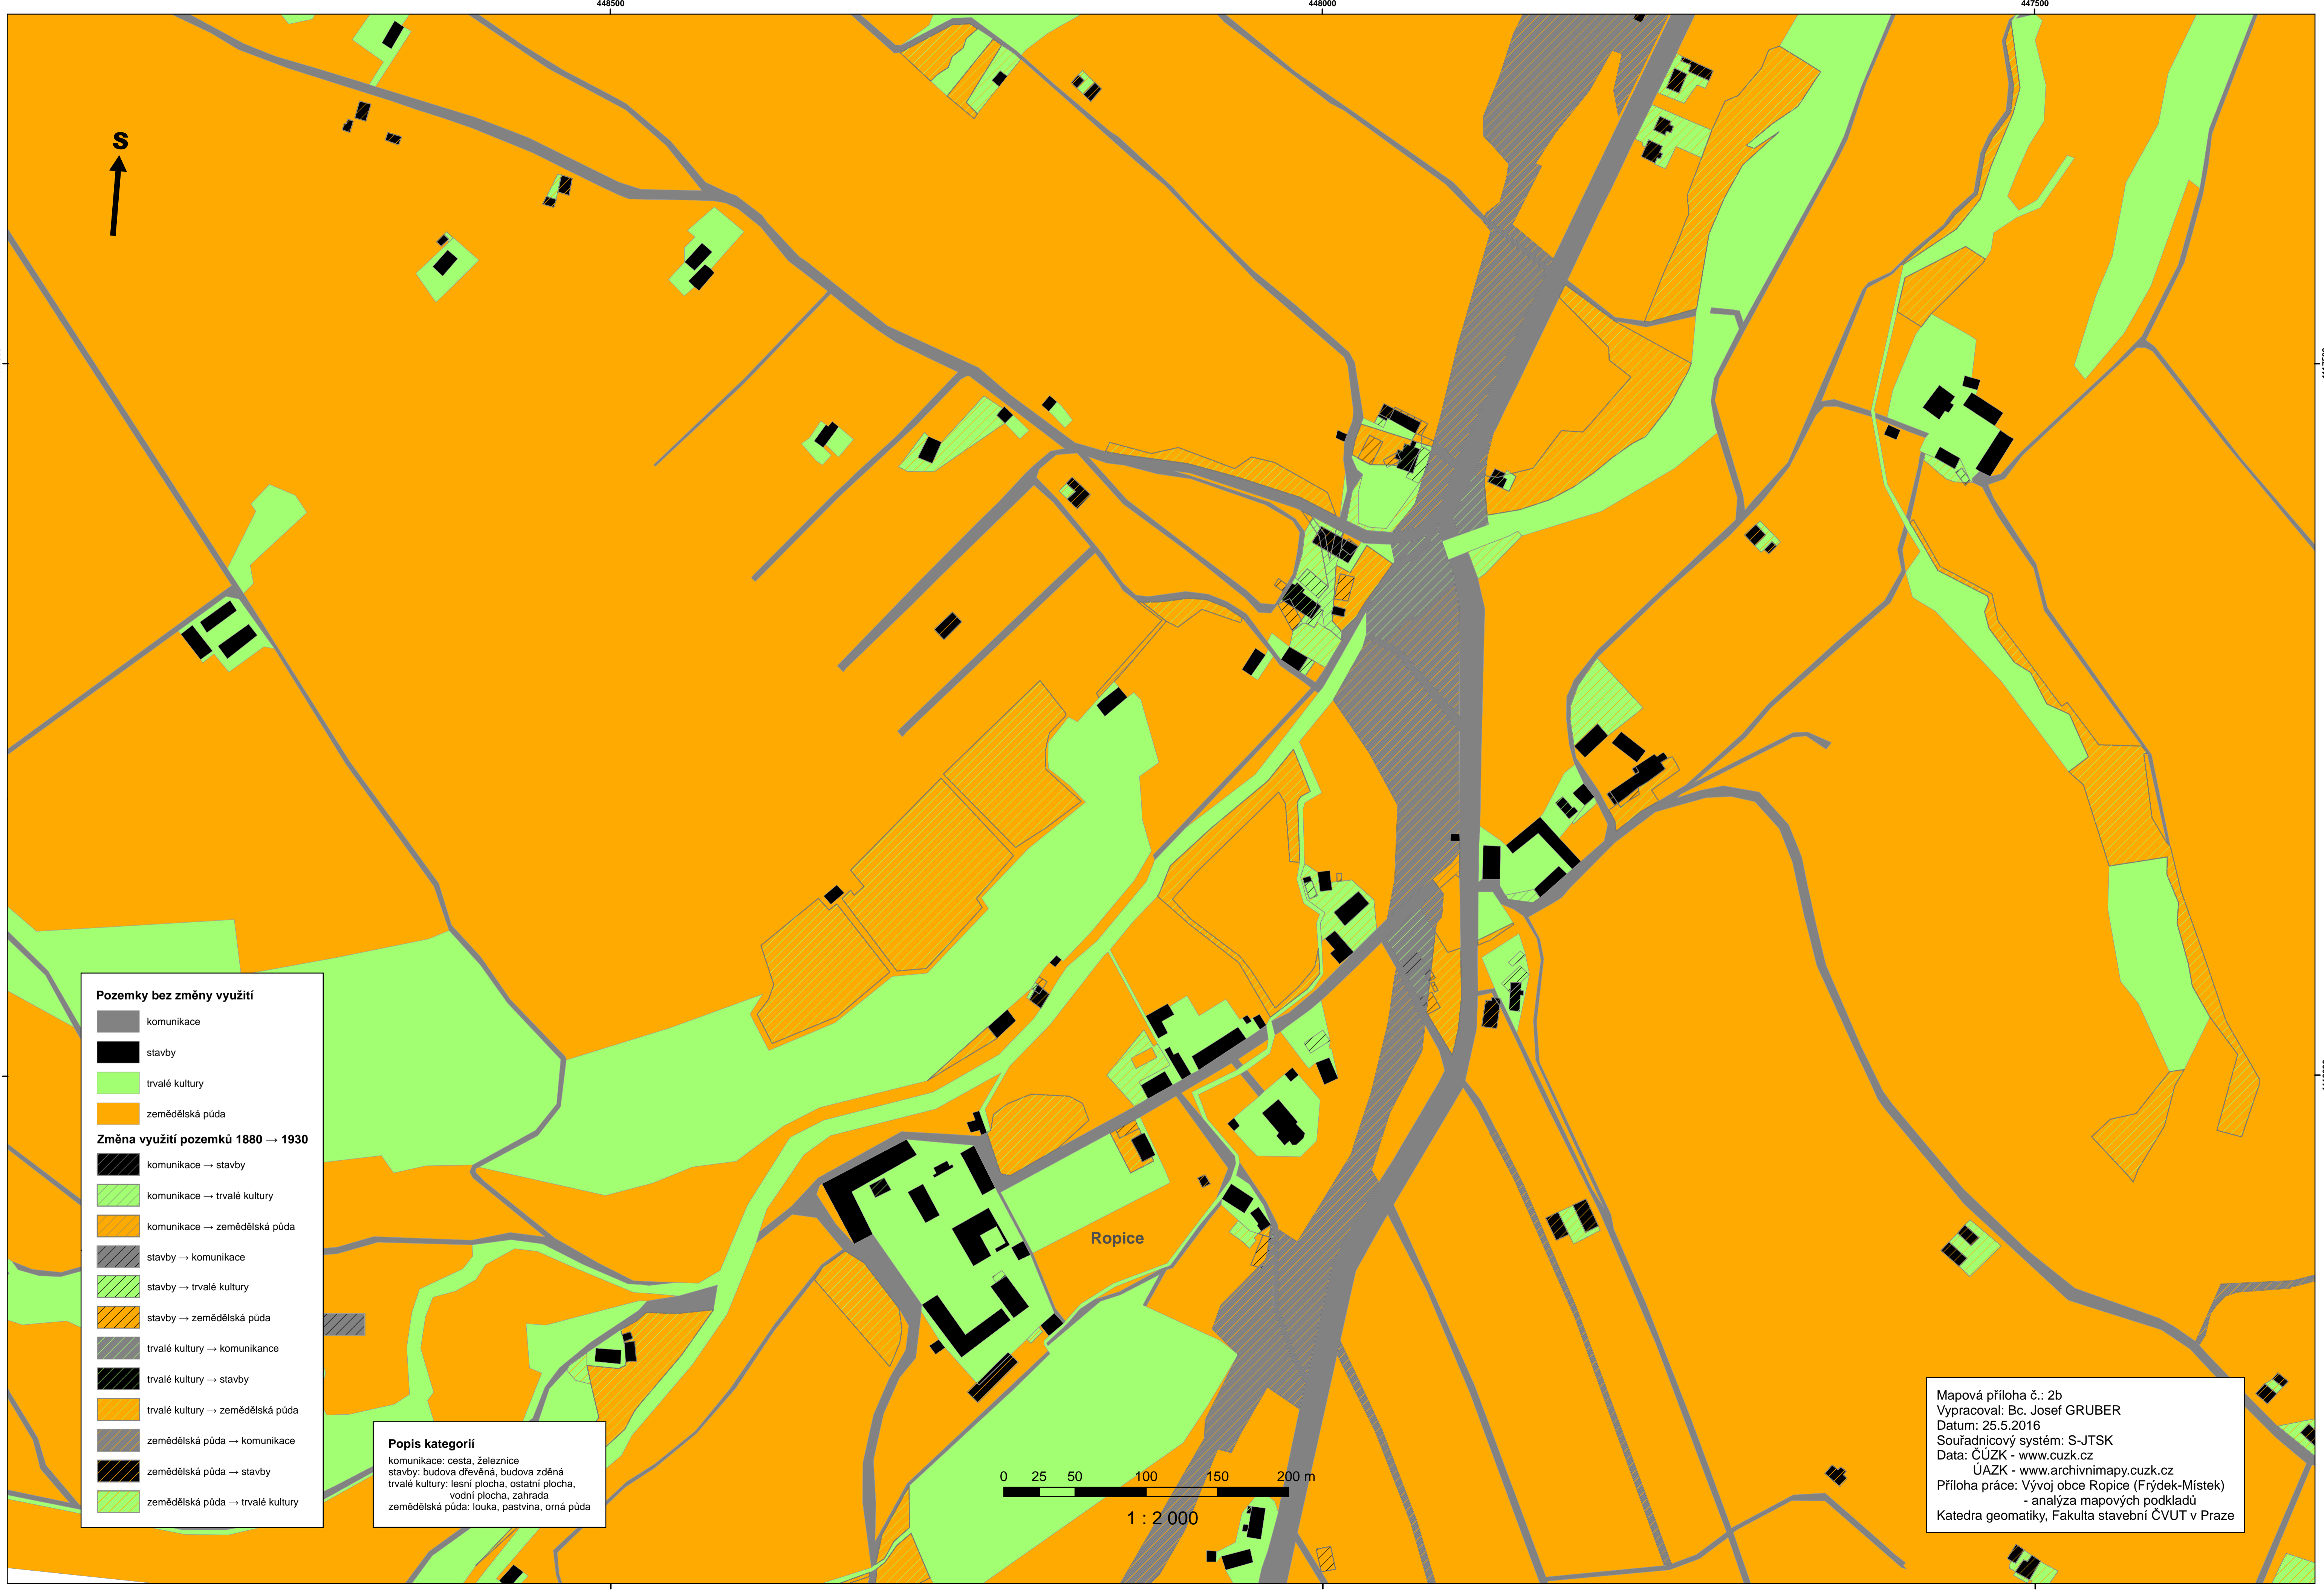 448500
448000
447500
S
Ropice
Pozemky bez změny využití
komunikace
stavby
trvalé kultury
zemědělská půda
Změna využití pozemků 1880 → 1930
komunikace → stavby
komunikace → trvalé kultury
komunikace → zemědělská půda
stavby → komunikace
stavby → trvalé kultury
stavby → zemědělská půda
trvalé kultury → komunikance
trvalé kultury → stavby
trvalé kultury → zemědělská půda
zemědělská půda → komunikace
zemědělská půda → stavby
zemědělská půda → trvalé kultury
Popis kategorií
komunikace: cesta, železnice
stavby: budova dřevěná, budova zděná
trvalé kultury: lesní plocha, ostatní plocha,
vodní plocha, zahrada
zemědělská půda: louka, pastvina, orná půda
0 25 50 100 150 200 m
1 : 2 000
Mapová příloha č.: 2b
Vypracoval: Bc. Josef GRUBER
Datum: 25.5.2016
Souřadnicový systém: S-JTSK
Data: ČÚZK - www.cuzk.cz
ÚAZK - www.archivnimapy.cuzk.cz
Příloha práce: Vývoj obce Ropice (Frýdek-Místek)
- analýza mapových podkladů
Katedra geomatiky, Fakulta stavební ČVUT v Praze